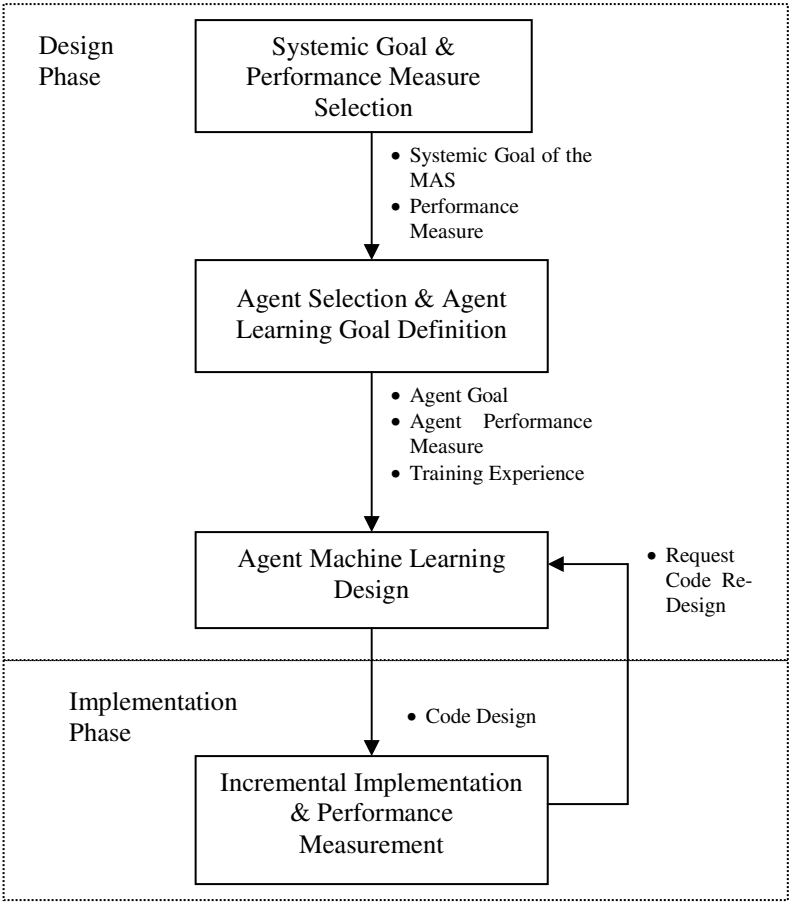 Design
Phase
Systemic Goal &
Performance Measure
Selection
• Systemic Goal of the
MAS
• Performance
Measure
Agent Selection & Agent
Learning Goal Definition
• Agent Goal
• Agent Performance
Measure
• Training Experience
Agent Machine Learning
Design
• Request
Code Re-
Design
Implementation
Phase
• Code Design
Incremental Implementation
& Performance
Measurement